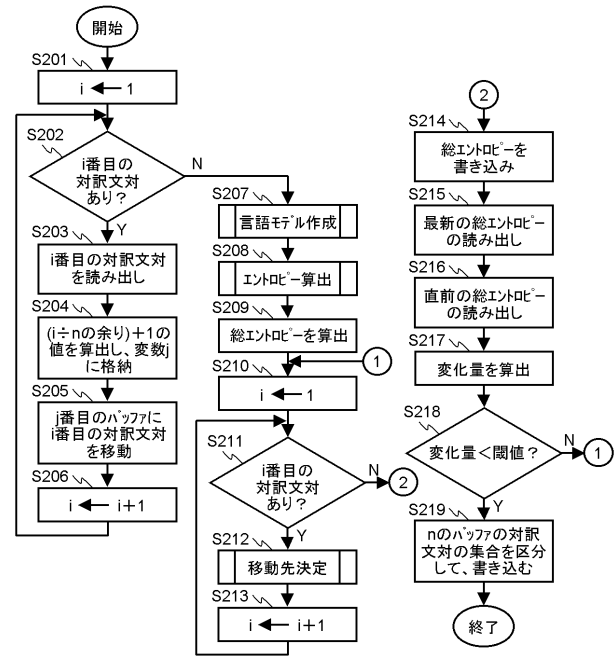 開始
S201
i ← 1
S202
i番目の
対訳文対
あり？
N
Y
S203
i番目の対訳文対
を読み出し
S204
(i÷nの余り)＋1の
値を算出し、変数j
に格納
S205
j番目のﾊﾞｯﾌｧに
i番目の対訳文対
を移動
S206
i ← i＋1
S207
言語ﾓﾃﾞﾙ作成
S208
ｴﾝﾄﾛﾋﾟｰ算出
S209
総ｴﾝﾄﾛﾋﾟｰを算出
1
S210
i ← 1
S211
i番目の
対訳文対
あり？
N
2
Y
S212
移動先決定
S213
i ← i＋1
2
S214
総ｴﾝﾄﾛﾋﾟｰを
書き込み
S215
最新の総ｴﾝﾄﾛﾋﾟｰ
の読み出し
S216
直前の総ｴﾝﾄﾛﾋﾟｰ
の読み出し
S217
変化量を算出
S218
変化量＜閾値？
N
1
Y
S219
nのﾊﾞｯﾌｧの対訳
文対の集合を区分
して、書き込む
終了